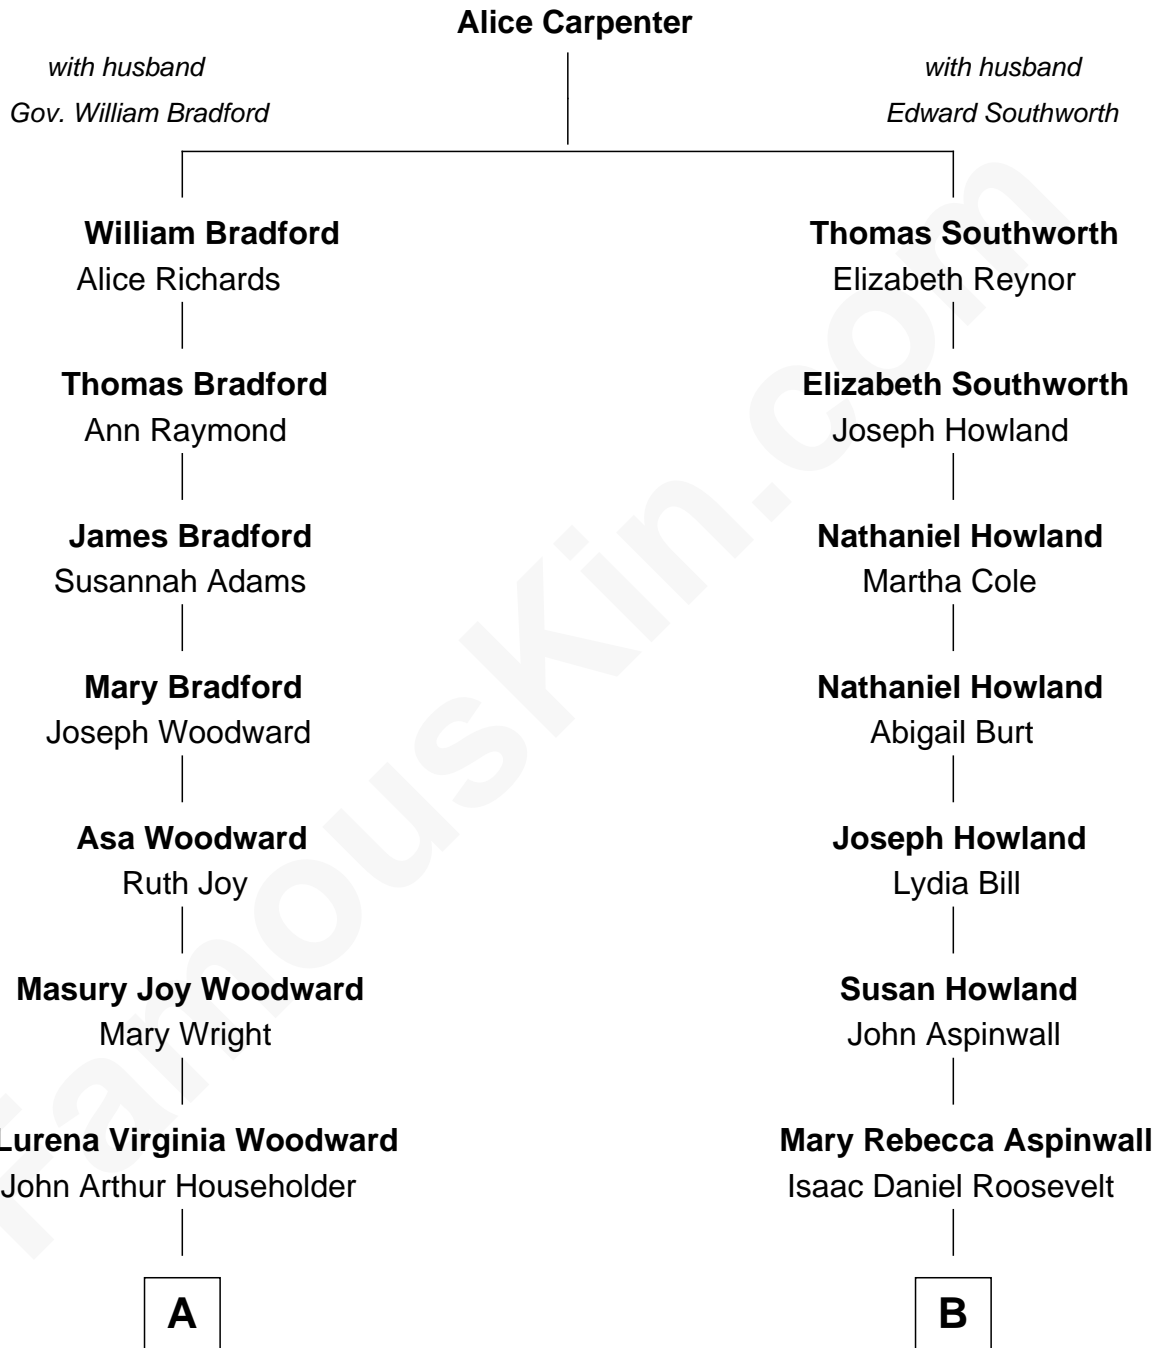 Alice Carpenter
with husband
Gov. William Bradford
with husband
Edward Southworth
William Bradford
Alice Richards
Thomas Southworth
Elizabeth Reynor
Thomas Bradford
Ann Raymond
Elizabeth Southworth
Joseph Howland
James Bradford
Susannah Adams
Nathaniel Howland
Martha Cole
Mary Bradford
Joseph Woodward
Nathaniel Howland
Abigail Burt
Asa Woodward
Ruth Joy
Joseph Howland
Lydia Bill
Masury Joy Woodward
Mary Wright
Susan Howland
John Aspinwall
Lurena Virginia Woodward
John Arthur Householder
Mary Rebecca Aspinwall
Isaac Daniel Roosevelt
A
B
FamousKin.com